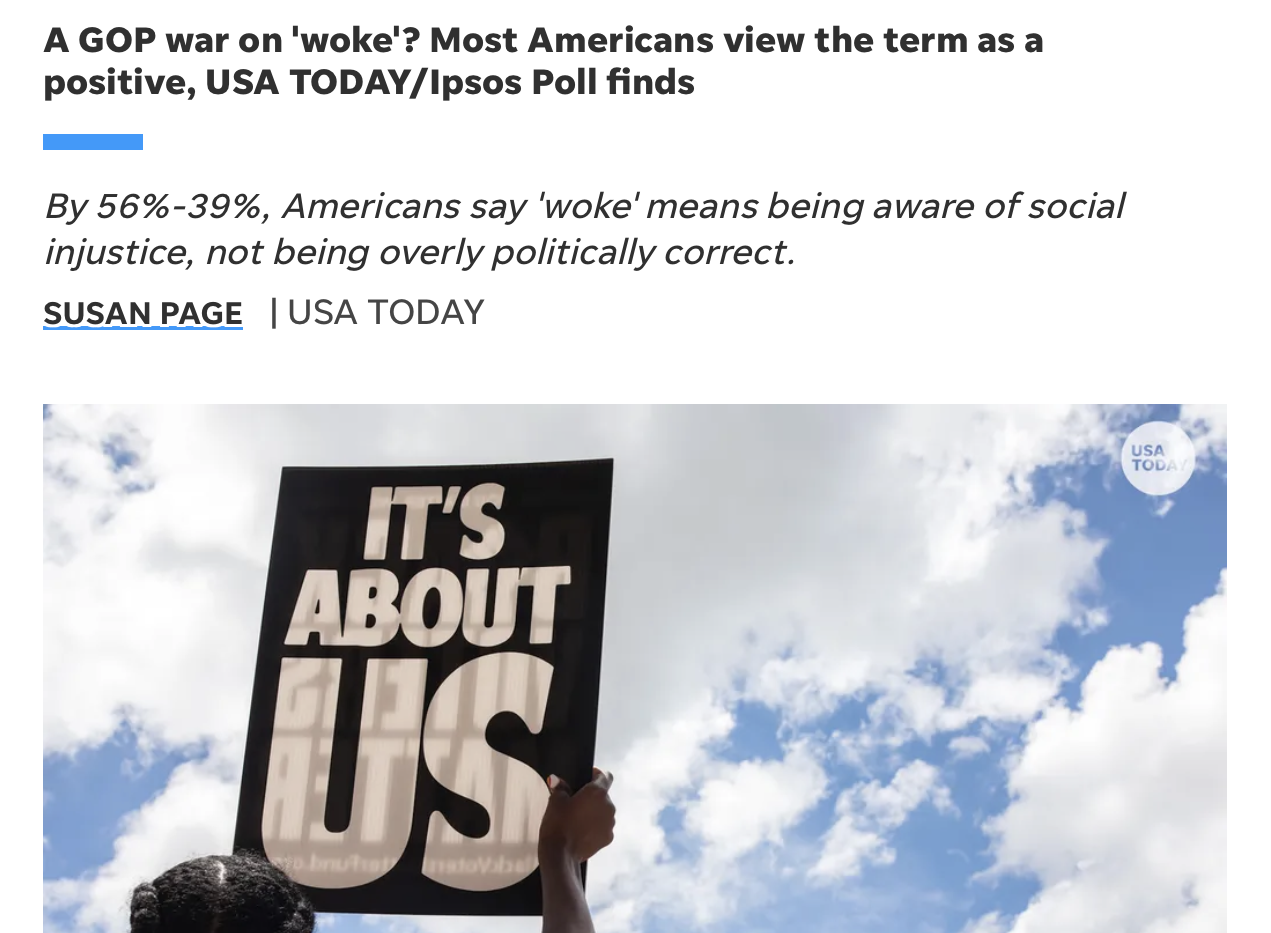 A GOP war on 'woke'? Most Americans view the term as a
positive, USA TODAY/Ipsos Poll finds
By 56%-39%, Americans say 'woke' means being aware of social
injustice, not being overly politically correct.
SUSAN PAGE | USA TODAY
USA
TODAY
IT'S
ABOUT
US